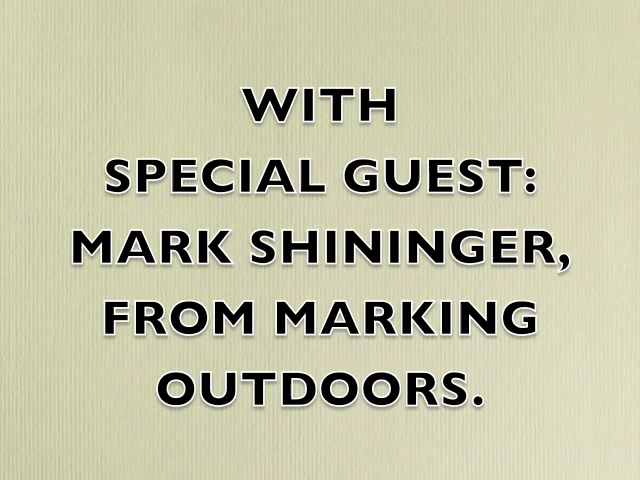 WITH
SPECIAL GUEST:
MARK SHININGER,
FROM MARKING
OUTDOORS.